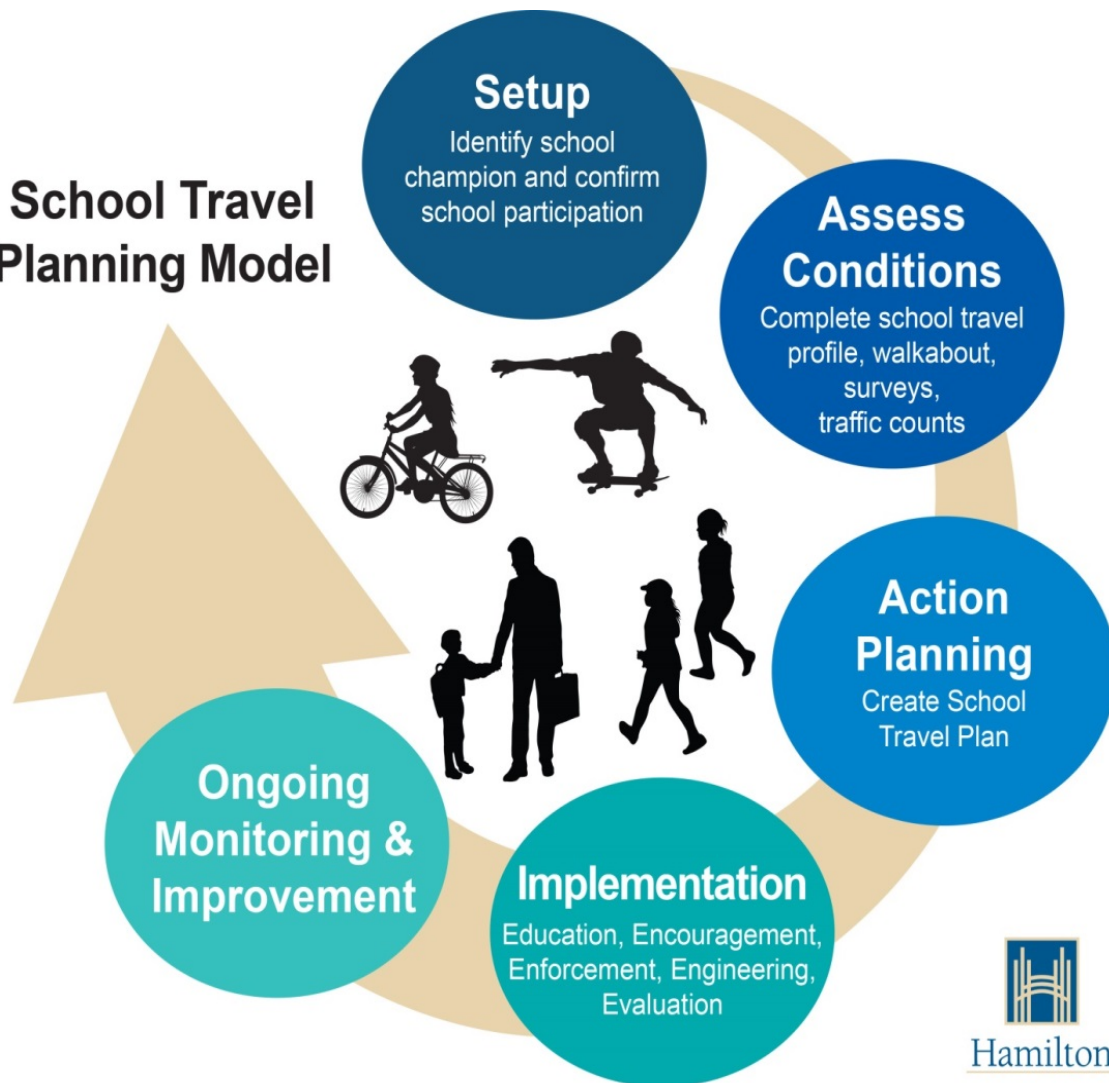 School Travel
Planning Model
Setup
Identify school
champion and confirm
school participation
Assess
Conditions
Complete school travel
profile, walkabout,
surveys,
traffic counts
Action
Planning
Create School
Travel Plan
Implementation
Education, Encouragement,
Enforcement, Engineering,
Evaluation
Ongoing
Monitoring &
Improvement
Hamilton